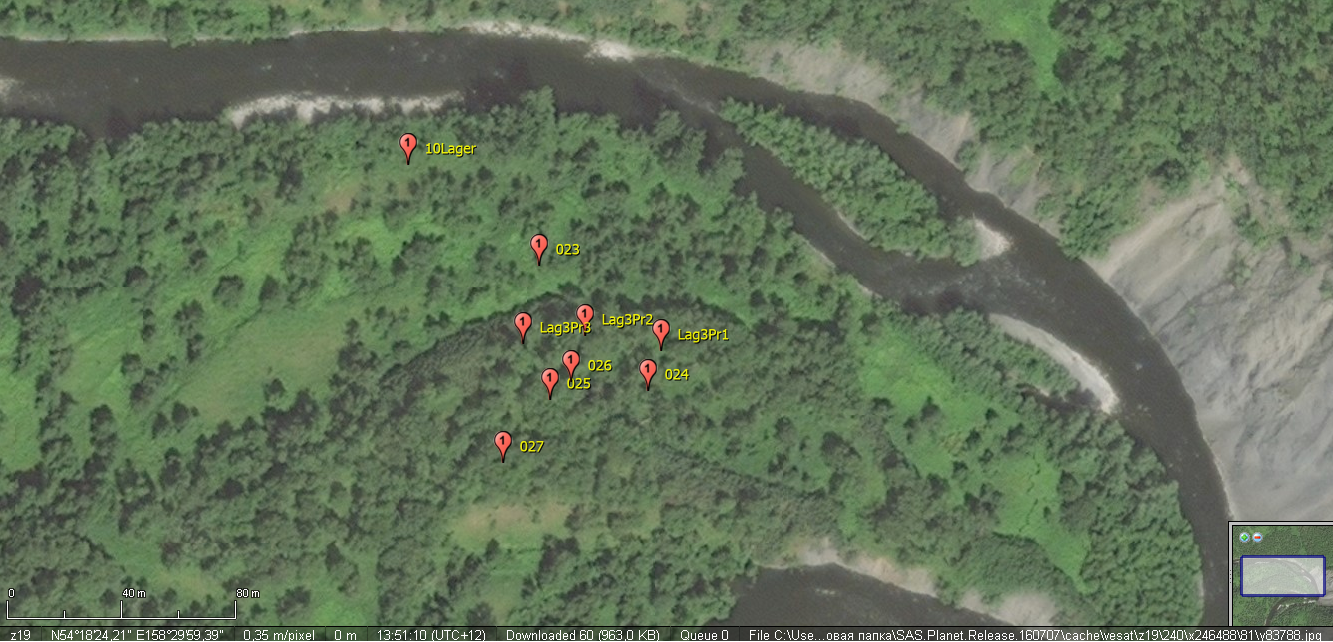 10Lager
023
Lag3Pr2
Lag3Pr3
Lag3Pr1
026
024
025
027
0 40 m 80 m
z19 N54°18'24,21" E158°29'59,39" 0,35 m/pixel 0 m 13:51:10 (UTC+12) Downloaded 60 (963,0 KB) Queue 0 File C:\Use...овая папка\SAS.Planet.Release.160707\cache\vesat\z19\240\x246488\81\y83788.jpg